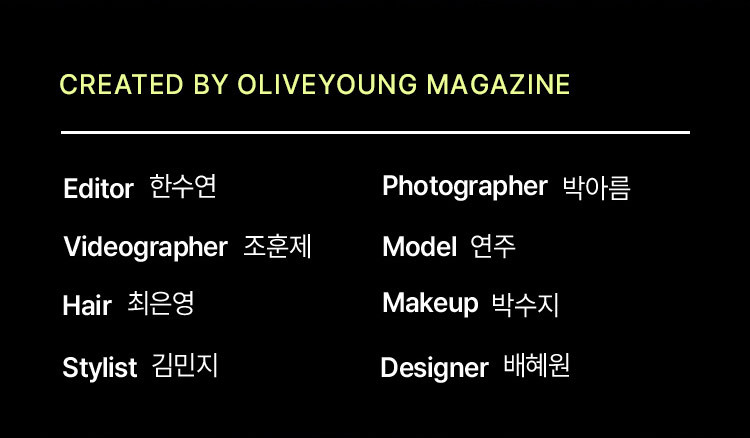 CREATED BY OLIVEYOUNG MAGAZINE
Editor 한수연 Photographer 박아름
Videographer 조훈제 Model 연주
Hair 최은영 Makeup 박수지
Stylist 김민지 Designer 배혜원